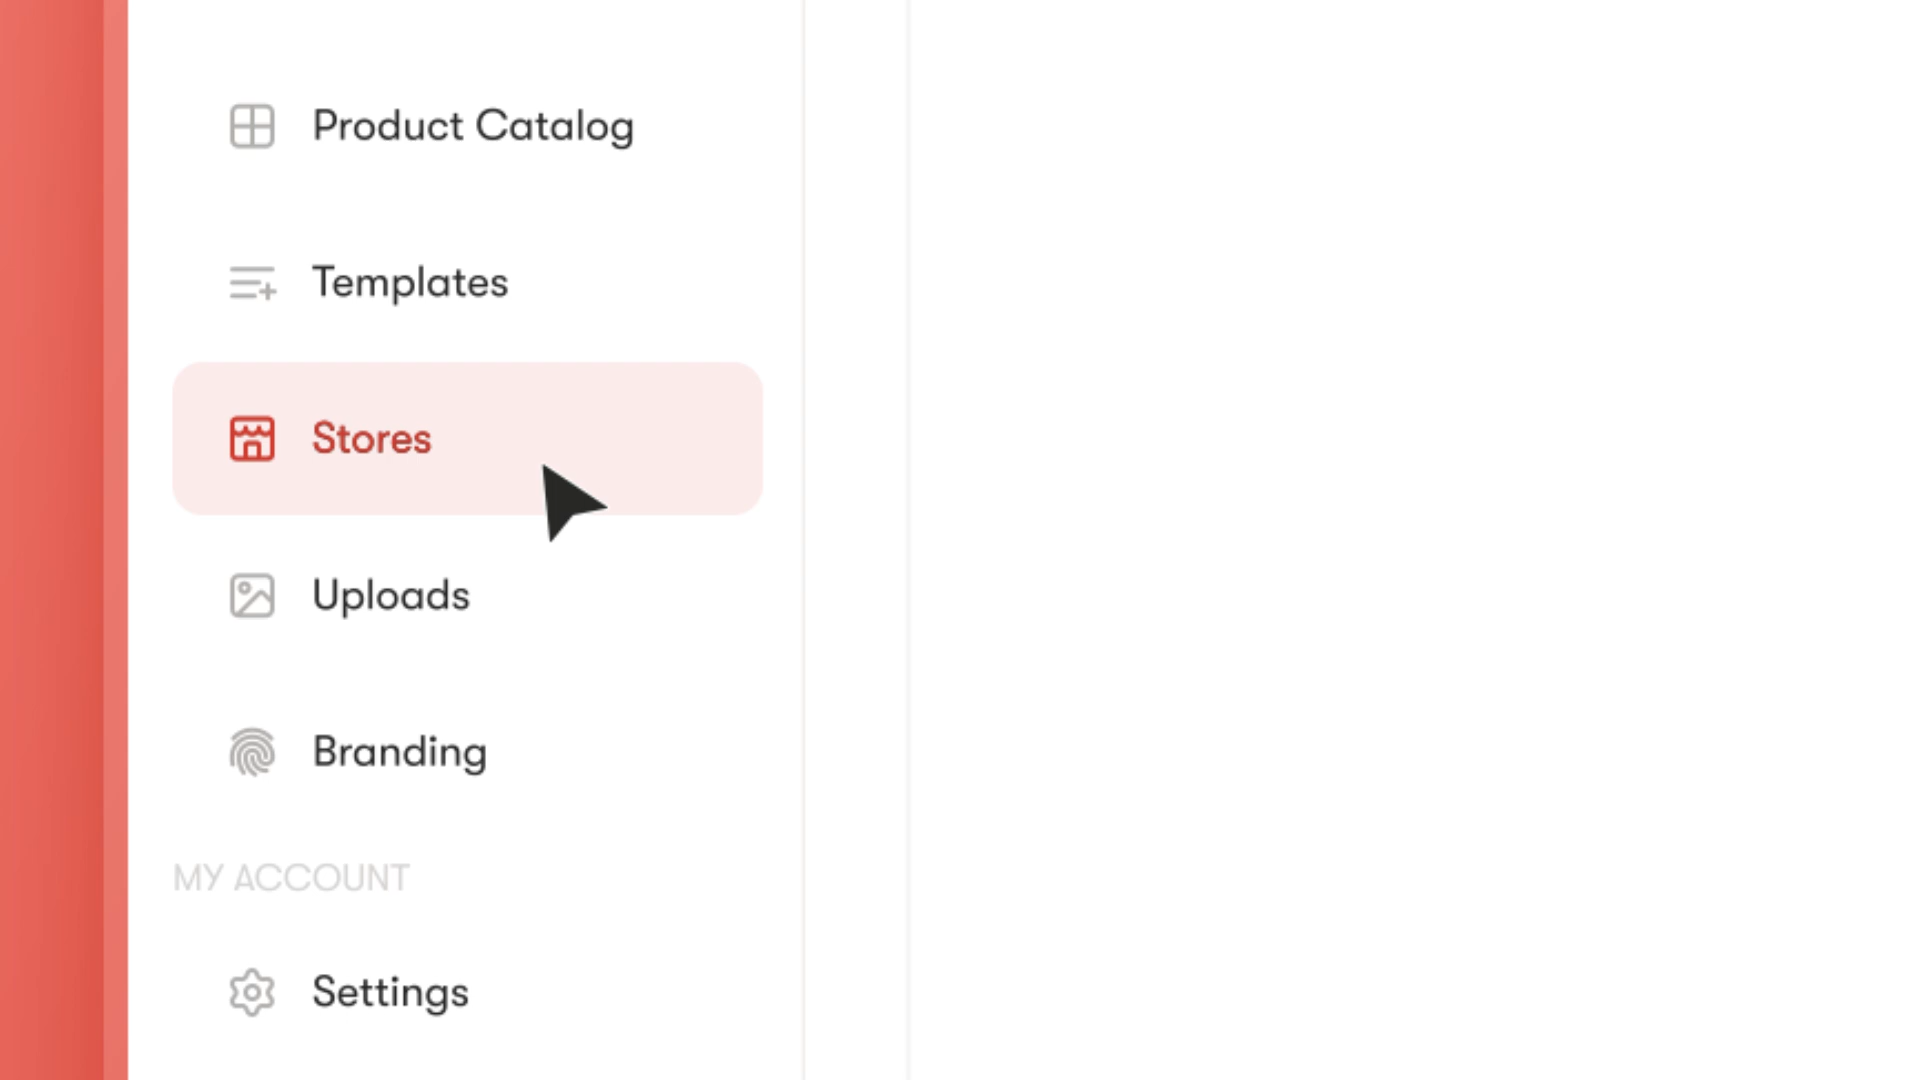 Product Catalog
Templates
Stores
Uploads
Branding
MY ACCOUNT
Settings